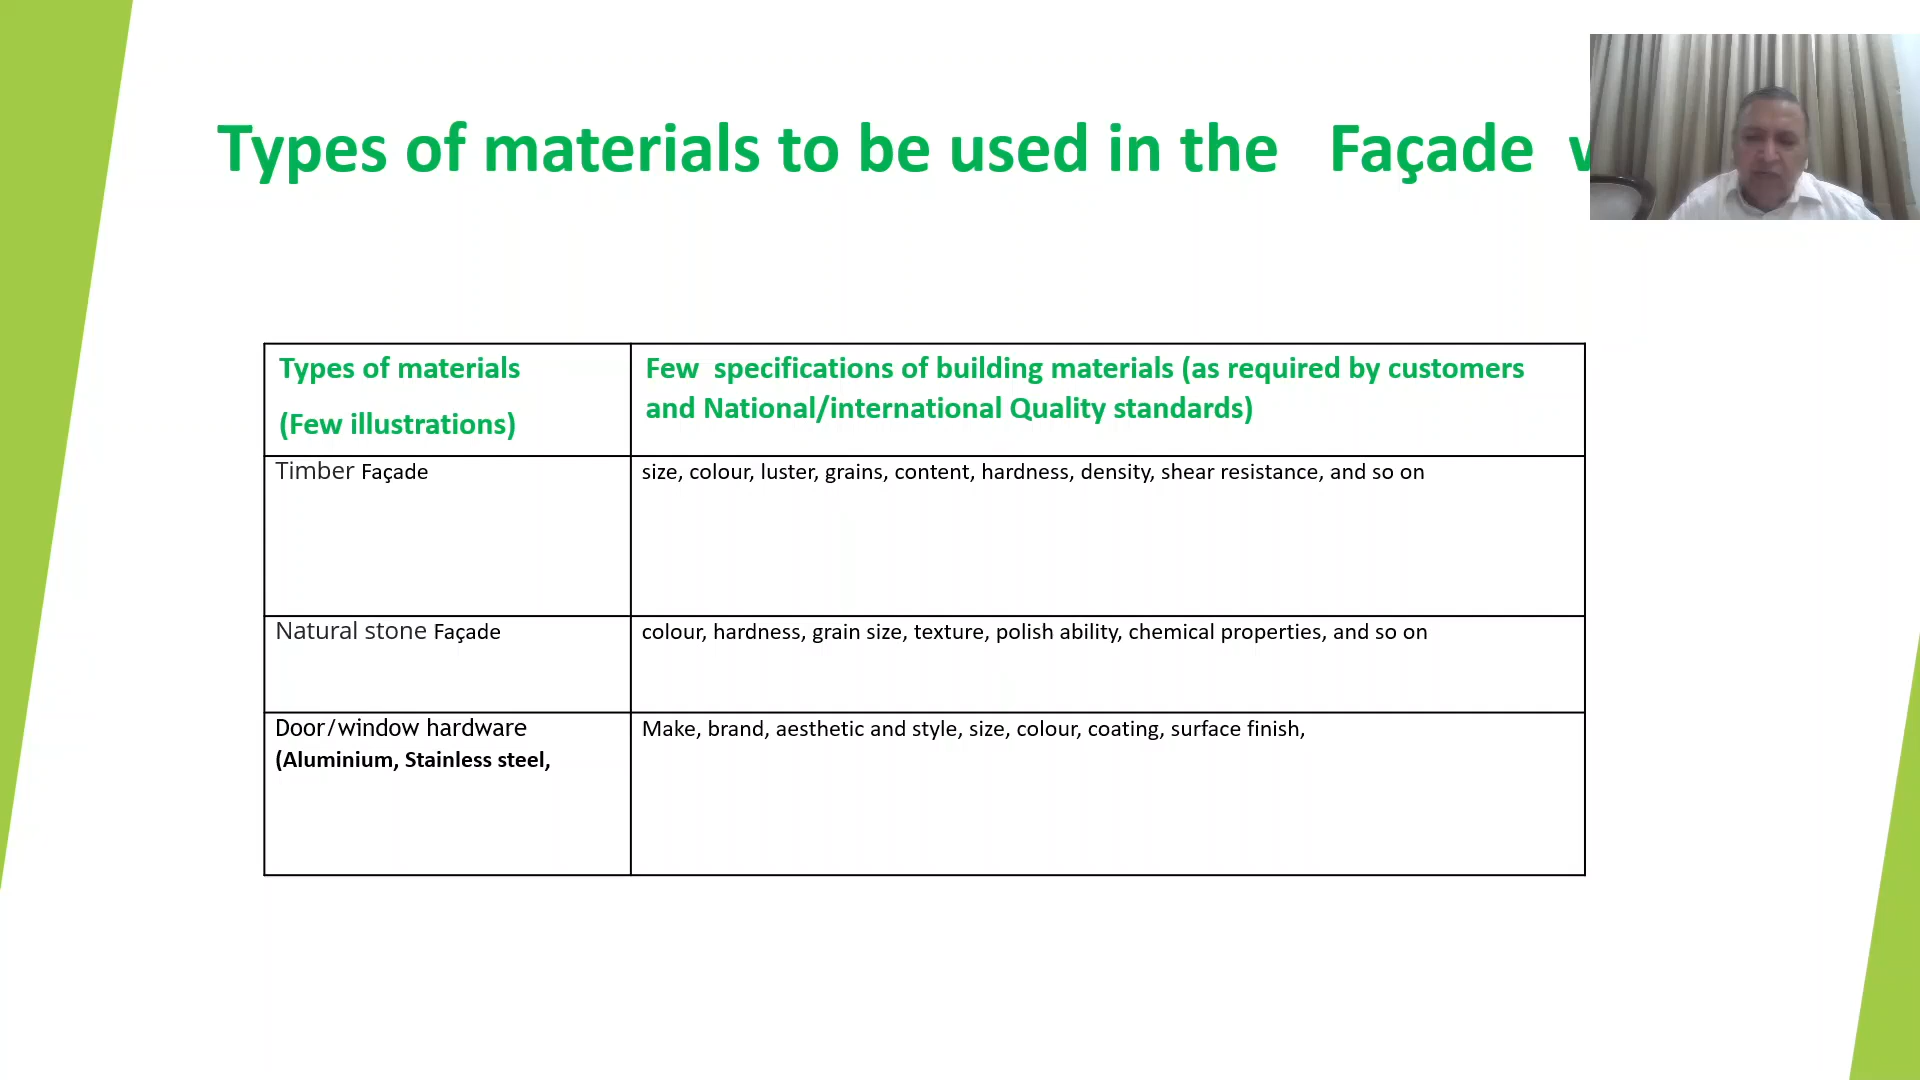 Types of materials to be used in the Façade
Types of materials
(Few illustrations)
Few specifications of building materials (as required by customers
and National/international Quality standards)
Timber Façade
size, colour, luster, grains, content, hardness, density, shear resistance, and so on
Natural stone Façade
colour, hardness, grain size, texture, polish ability, chemical properties, and so on
Door/window hardware
(Aluminium, Stainless steel,
Make, brand, aesthetic and style, size, colour, coating, surface finish,